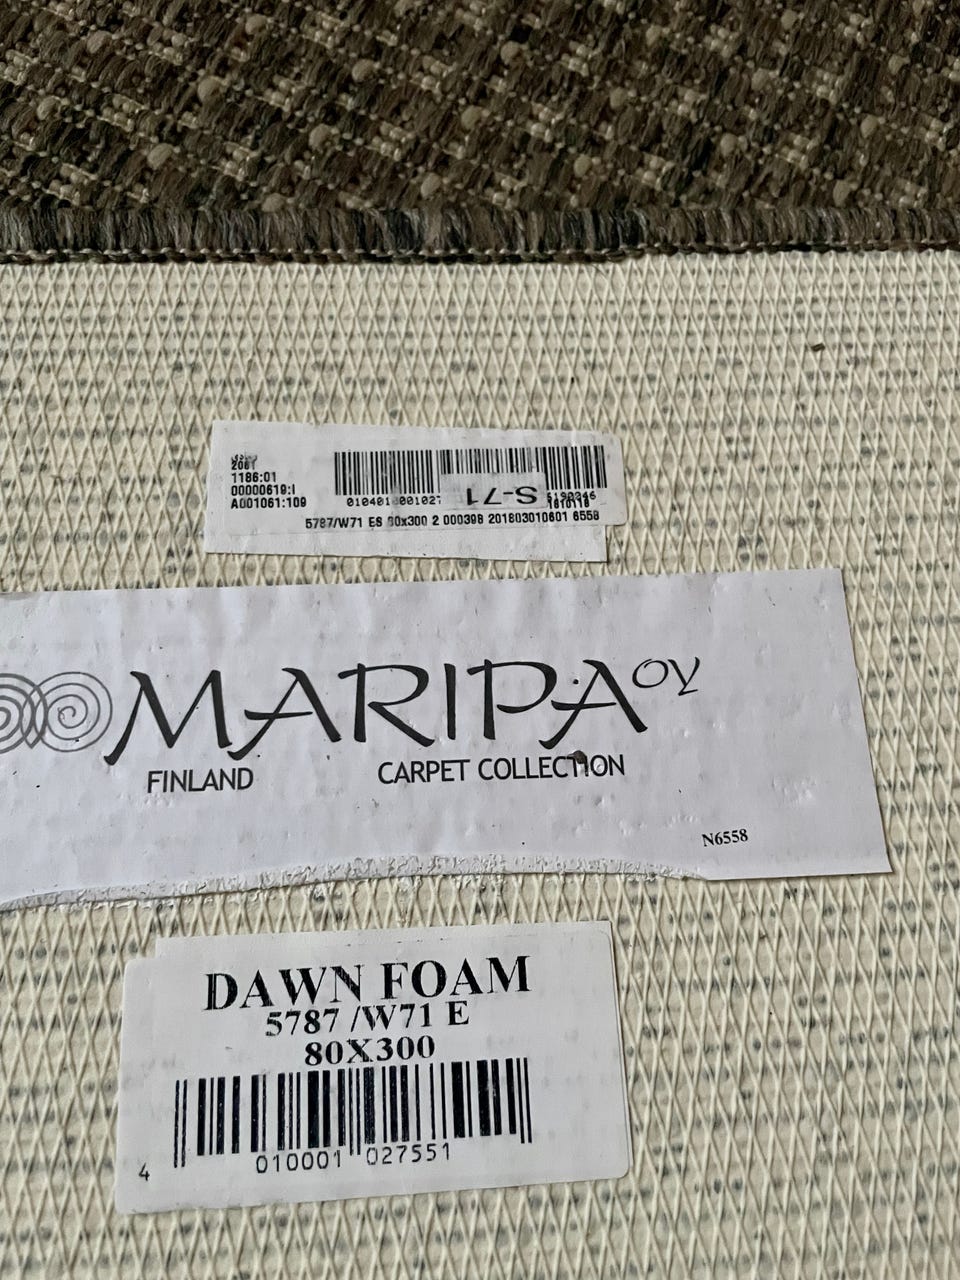 2061
1186:01
00000619:I
A001061:109
S-71
5787/W71 ES 80x300 2 000398 201803010601 6558
MARIPA OY
FINLAND CARPET COLLECTION
N6558
DAWN FOAM
5787 /W71 E
80X300
4 010001 027551